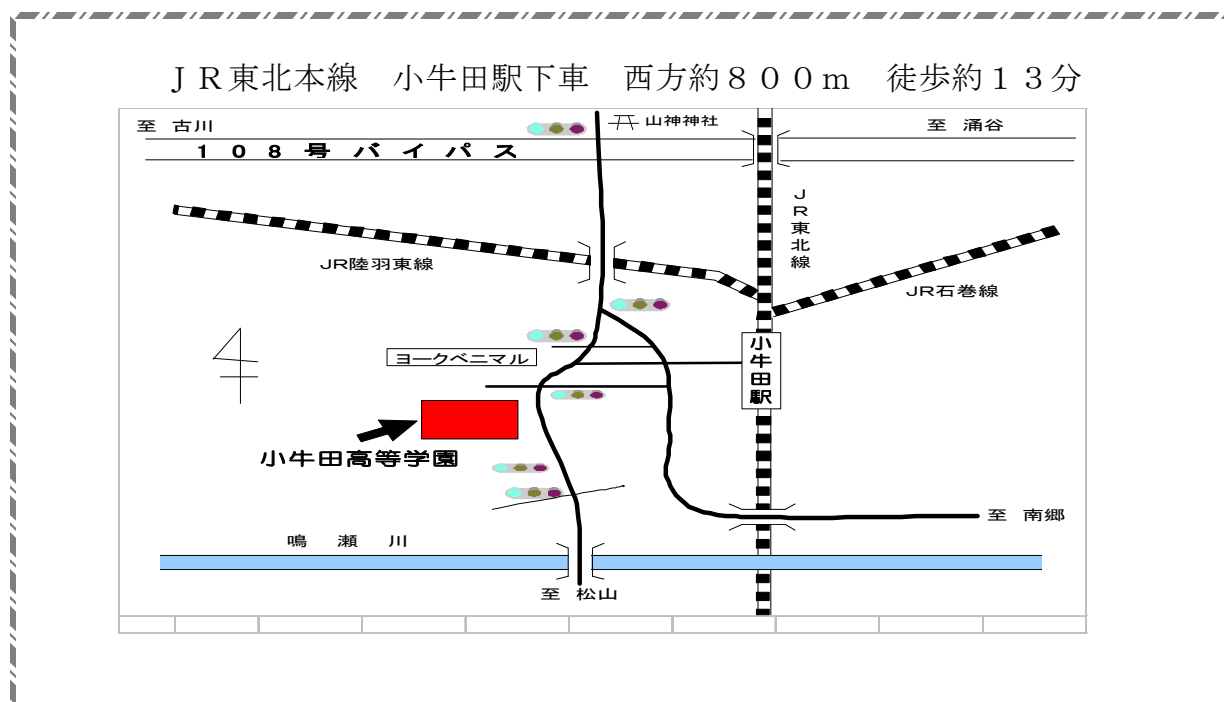 ＪＲ東北本線　小牛田駅下車　西方約８００ｍ　徒歩約１３分
至 古川
山神神社
至 涌谷
１０８号バイパス
ＪＲ東北線
JR陸羽東線
JR石巻線
ヨークベニマル
小牛田駅
小牛田高等学園
至 南郷
鳴瀬川
至 松山